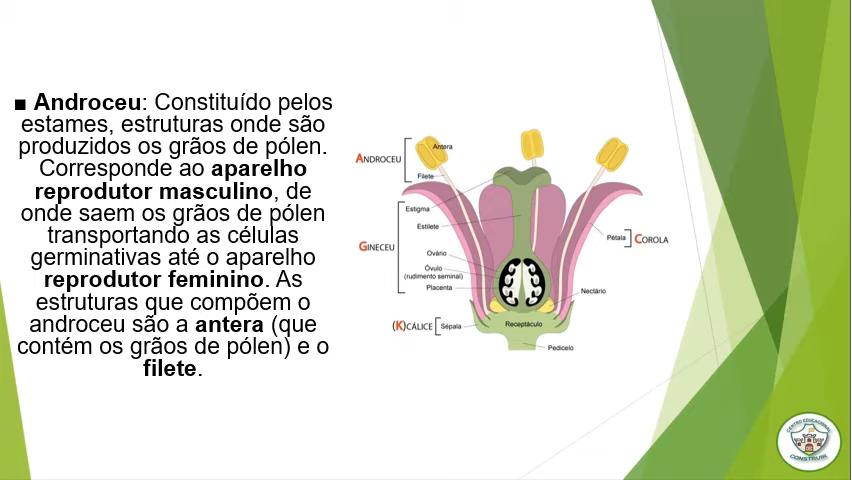 ■ Androceu: Constituído pelos
estames, estruturas onde são
produzidos os grãos de pólen.
Corresponde ao aparelho
reprodutor masculino, de
onde saem os grãos de pólen
transportando as células
germinativas até o aparelho
reprodutor feminino. As
estruturas que compõem o
androceu são a antera (que
contém os grãos de pólen) e o
filete.
ANDROCEU
Antera
Filete
GINECEU
Estigma
Estilete
Ovário
Óvulo
(rudimento seminal)
Placenta
Pétala
COROLA
Nectário
(K)CÁLICE
Sépala
Receptáculo
Pedicelo
CENTRO EDUCACIONAL
CONSTRUIR